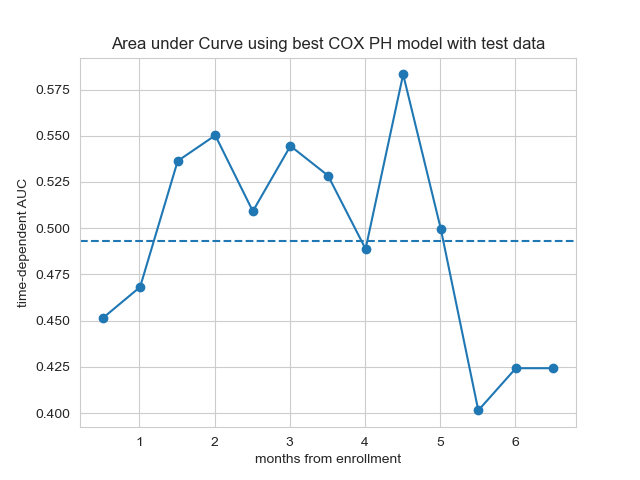 Area under Curve using best COX PH model with test data
time-dependent AUC
0.575
0.550
0.525
0.500
0.475
0.450
0.425
0.400
1 2 3 4 5 6
months from enrollment